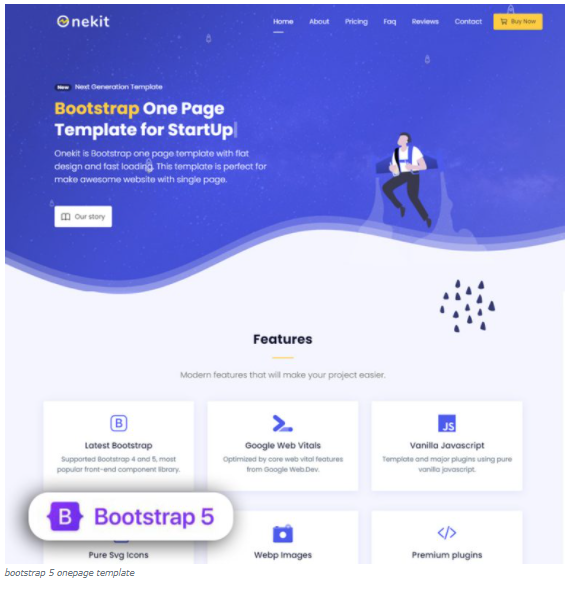 Onekit
Home About Pricing Faq Reviews Contact Buy Now
New Next Generation Template
Bootstrap One Page
Template for StartUp
Onekit is Bootstrap one page template with flat
design and fast loading. This template is perfect for
make awesome website with single page.
Our story
Features
Modern features that will make your project easier.
B
Latest Bootstrap
Supported Bootstrap 4 and 5, most
popular front-end component library.
Google Web Vitals
Optimized by core web vital features
from Google Web.Dev.
JS
Vanilla Javascript
Template and major plugins using pure
vanilla javascript.
B Bootstrap 5
Pure Svg Icons
Webp Images
</>
Premium plugins
bootstrap 5 onepage template